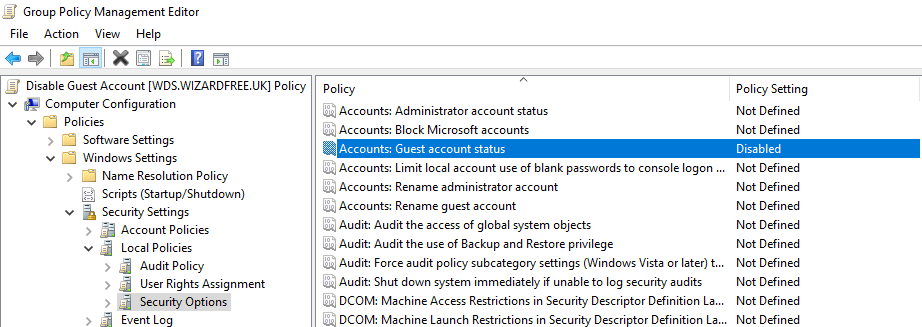 Group Policy Management Editor
File Action View Help
Disable Guest Account [WDS.WIZARDFREE.UK] Policy
Computer Configuration
Policies
Software Settings
Windows Settings
Name Resolution Policy
Scripts (Startup/Shutdown)
Security Settings
Account Policies
Local Policies
Audit Policy
User Rights Assignment
Security Options
Event Log
Policy Policy Setting
Accounts: Administrator account status Not Defined
Accounts: Block Microsoft accounts Not Defined
Accounts: Guest account status Disabled
Accounts: Limit local account use of blank passwords to console logon ... Not Defined
Accounts: Rename administrator account Not Defined
Accounts: Rename guest account Not Defined
Audit: Audit the access of global system objects Not Defined
Audit: Audit the use of Backup and Restore privilege Not Defined
Audit: Force audit policy subcategory settings (Windows Vista or later) t... Not Defined
Audit: Shut down system immediately if unable to log security audits Not Defined
DCOM: Machine Access Restrictions in Security Descriptor Definition La... Not Defined
DCOM: Machine Launch Restrictions in Security Descriptor Definition La... Not Defined